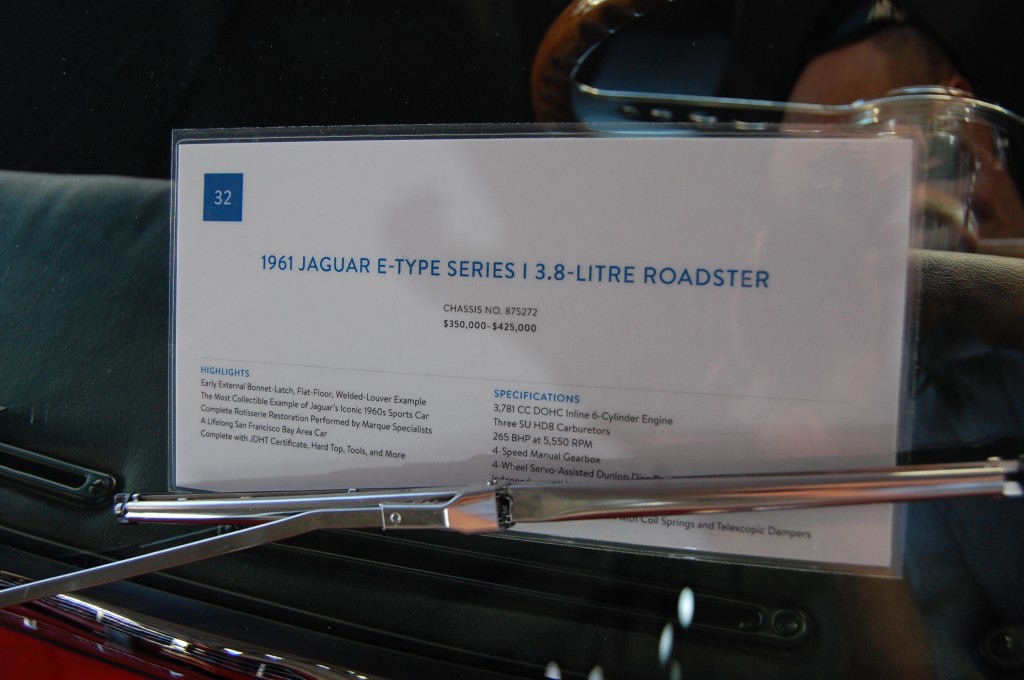 32
1961 JAGUAR E-TYPE SERIES I 3.8-LITRE ROADSTER
CHASSIS NO. 875272
$350,000–$425,000
HIGHLIGHTS
Early External Bonnet-Latch, Flat-Floor, Welded-Louver Example
The Most Collectible Example of Jaguar's Iconic 1960s Sports Car
Complete Rotisserie Restoration Performed by Marque Specialists
A Lifelong San Francisco Bay Area Car
Complete with JDHT Certificate, Hard Top, Tools, and More
SPECIFICATIONS
3,781 CC DOHC Inline 6-Cylinder Engine
Three SU HD8 Carburetors
265 BHP at 5,550 RPM
4-Speed Manual Gearbox
4-Wheel Servo-Assisted Dunlop
with Coil Springs and Telescopic Dampers